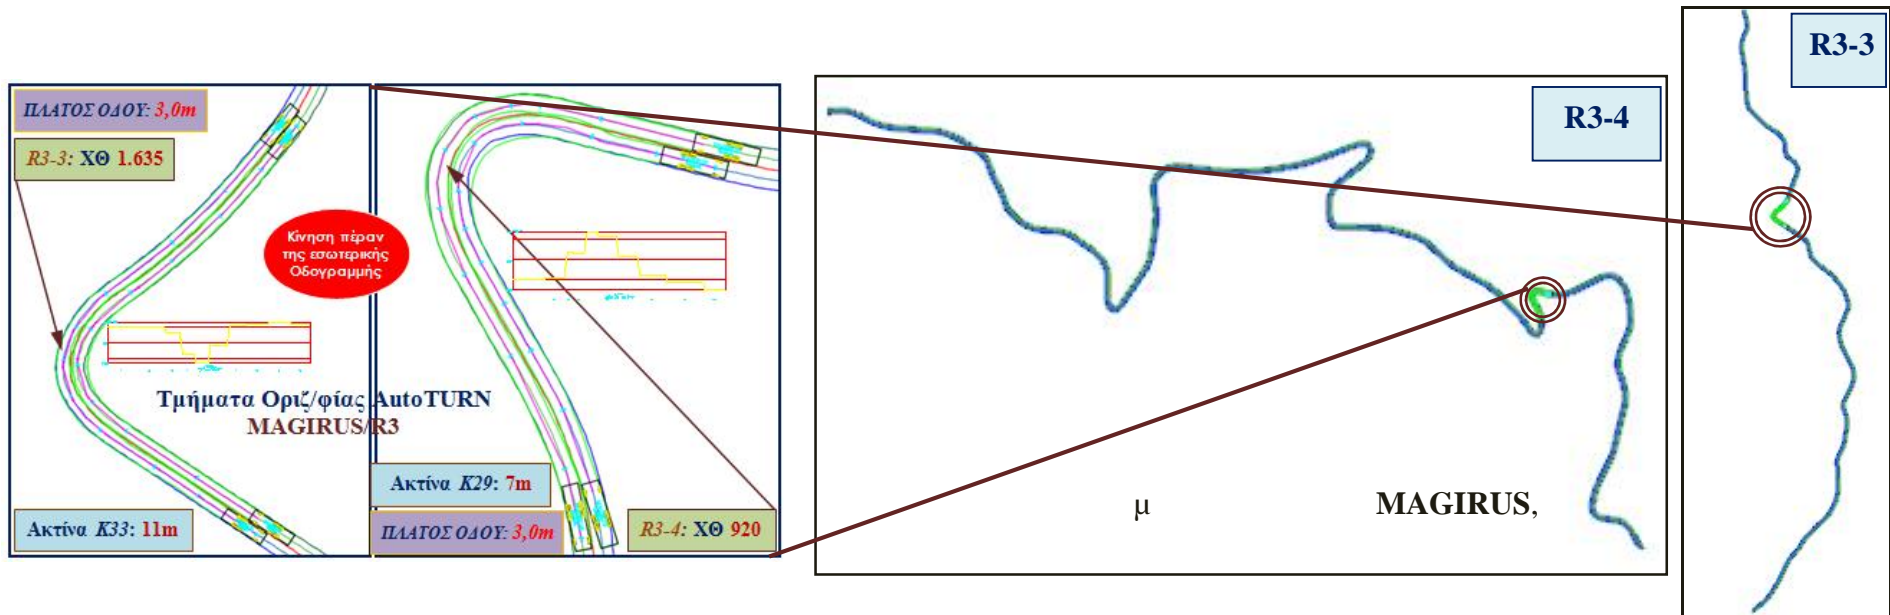 ΠΛΑΤΟΣ ΟΔΟΥ: 3,0m
R3-3: ΧΘ 1.635
Κίνηση πέραν
της εσωτερικής
Οδογραμμής
Τμήματα Οριζ/φίας AutoTURN
MAGIRUS/R3
Ακτίνα K33: 11m
Ακτίνα K29: 7m
ΠΛΑΤΟΣ ΟΔΟΥ: 3,0m
R3-4: ΧΘ 920
R3-4
μ
MAGIRUS,
R3-3